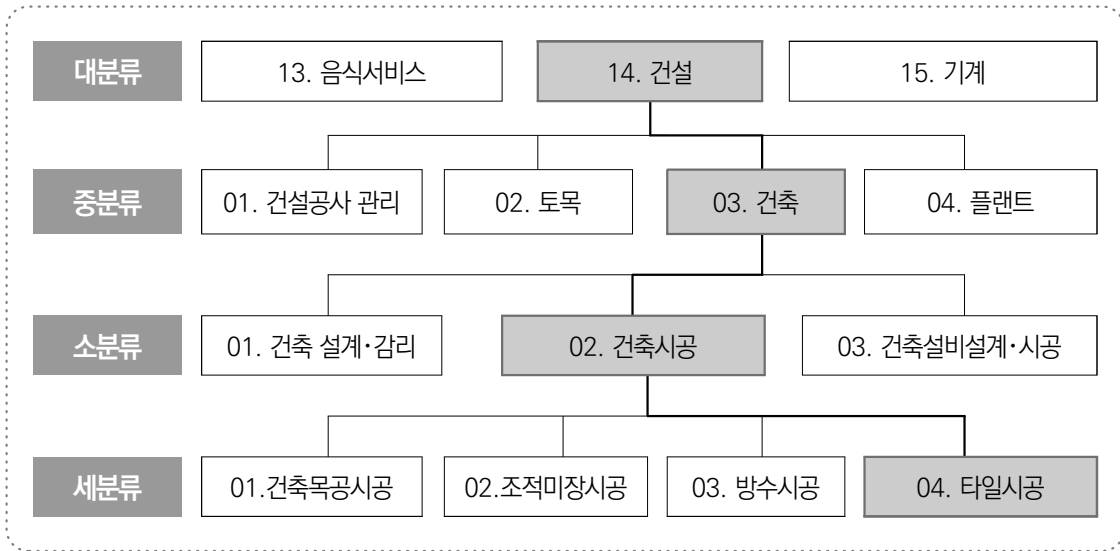 대분류 13. 음식서비스 14. 건설 15. 기계
중분류 01. 건설공사 관리 02. 토목 03. 건축 04. 플랜트
소분류 01. 건축 설계·감리 02. 건축시공 03. 건축설비설계·시공
세분류 01.건축목공시공 02.조적미장시공 03. 방수시공 04. 타일시공